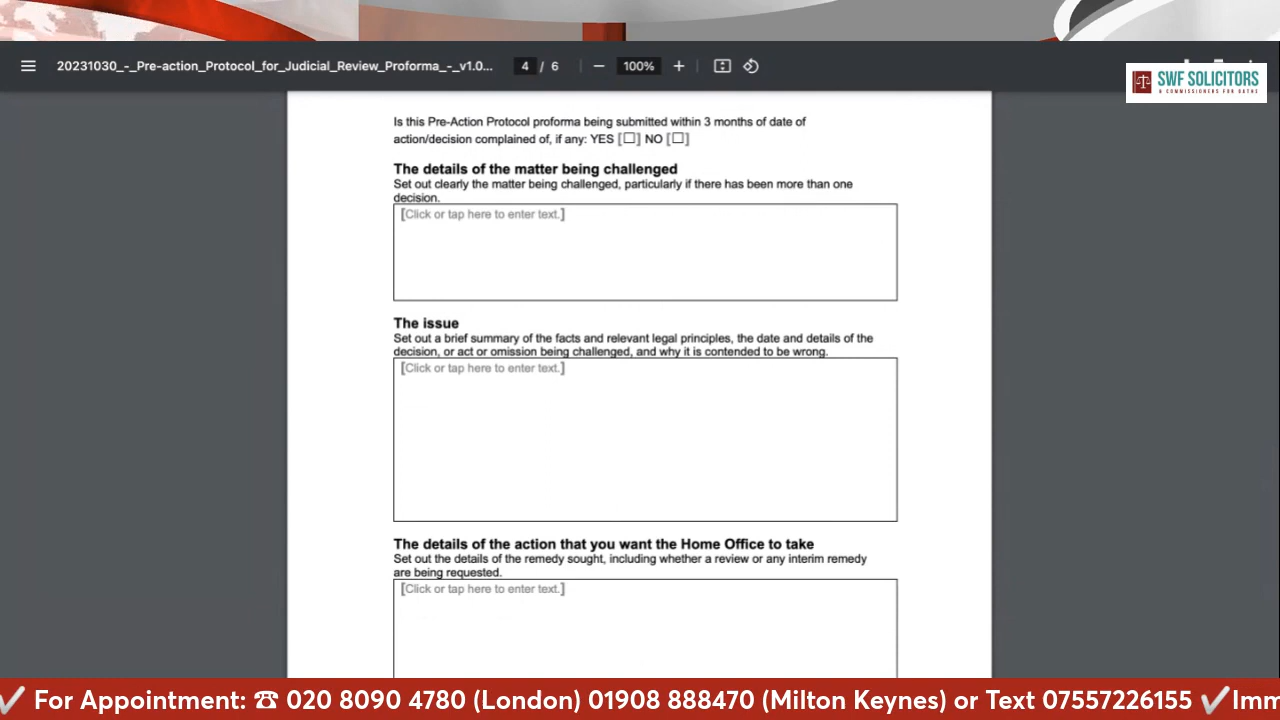 20231030_-_Pre-action_Protocol_for_Judicial_Review_Proforma_-_v1.0... 4 / 6 — 100% +
SWF SOLICITORS
& COMMISSIONERS FOR OATHS
Is this Pre-Action Protocol proforma being submitted within 3 months of date of
action/decision complained of, if any: YES [☐] NO [☐]
The details of the matter being challenged
Set out clearly the matter being challenged, particularly if there has been more than one
decision.
[Click or tap here to enter text.]
The issue
Set out a brief summary of the facts and relevant legal principles, the date and details of the
decision, or act or omission being challenged, and why it is contended to be wrong.
[Click or tap here to enter text.]
The details of the action that you want the Home Office to take
Set out the details of the remedy sought, including whether a review or any interim remedy
are being requested.
[Click or tap here to enter text.]
✔ For Appointment: ☎ 020 8090 4780 (London) 01908 888470 (Milton Keynes) or Text 07557226155 ✔Imm